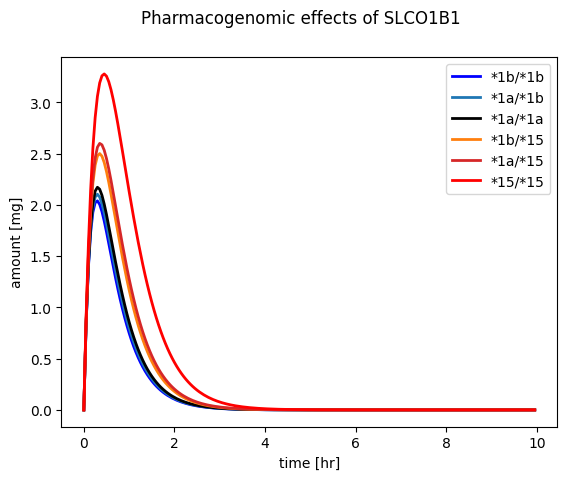 Pharmacogenomic effects of SLCO1B1
*1b/*1b
*1a/*1b
*1a/*1a
*1b/*15
*1a/*15
*15/*15
amount [mg]
3.0
2.5
2.0
1.5
1.0
0.5
0.0
0
2
4
6
8
10
time [hr]